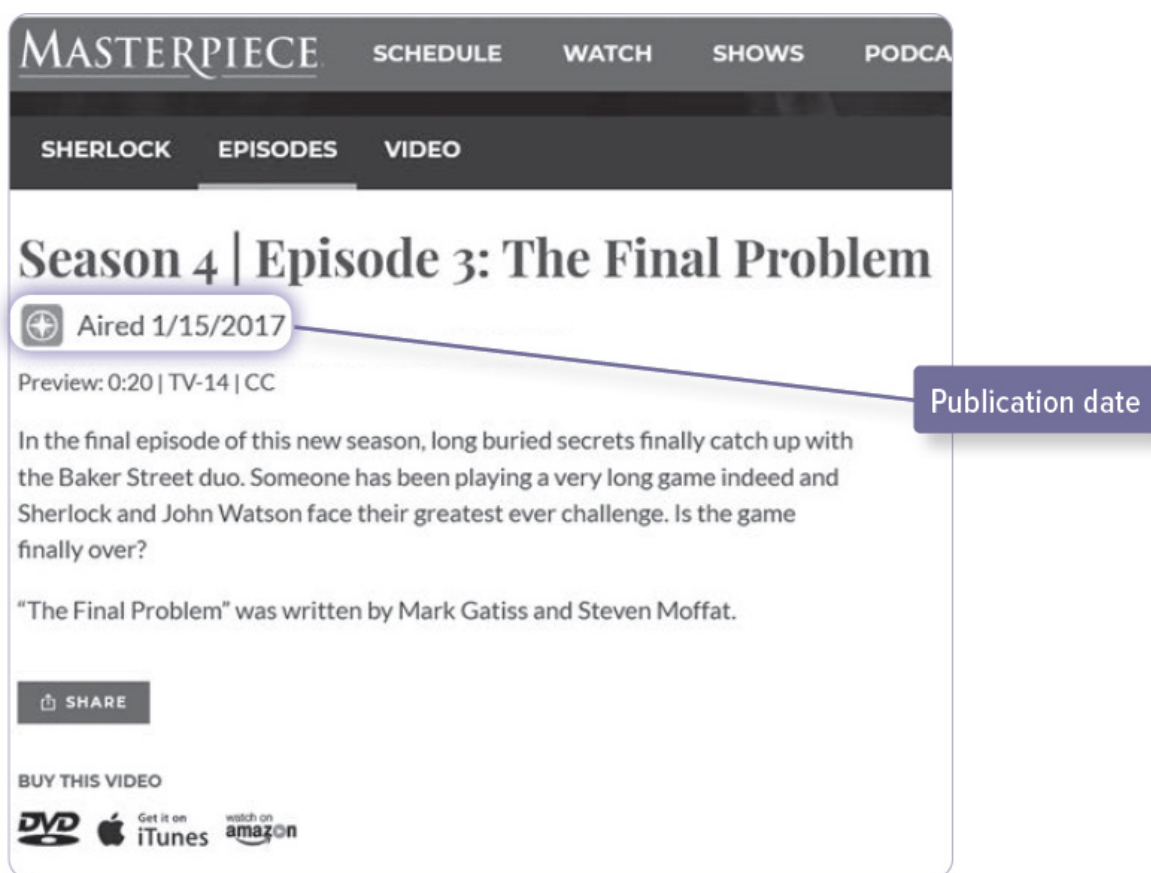 MASTERPIECE. SCHEDULE WATCH SHOWS PODCA
SHERLOCK EPISODES VIDEO
Season 4 | Episode 3: The Final Problem
Aired 1/15/2017
Publication date
Preview: 0:20 | TV-14 | CC
In the final episode of this new season, long buried secrets finally catch up with
the Baker Street duo. Someone has been playing a very long game indeed and
Sherlock and John Watson face their greatest ever challenge. Is the game
finally over?
“The Final Problem” was written by Mark Gatiss and Steven Moffat.
SHARE
BUY THIS VIDEO
DVD Get it on iTunes watch on amazon